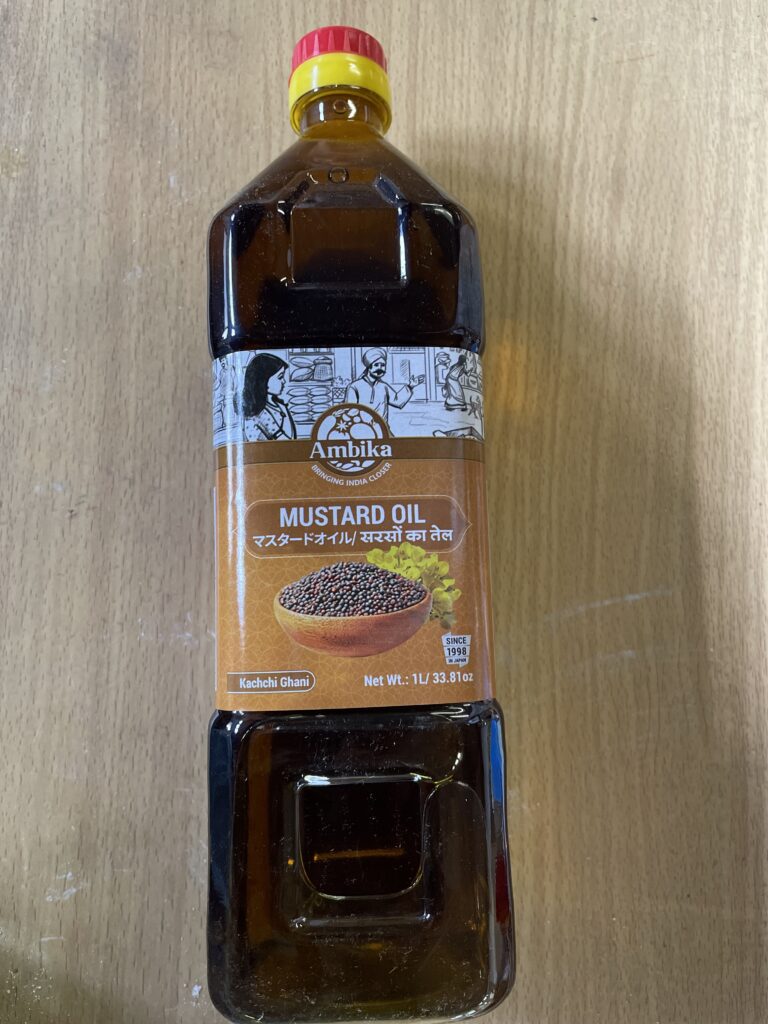 Ambika
BRINGING INDIA CLOSER
MUSTARD OIL
マスタードオイル/ सरसों का तेल
SINCE
1998
IN JAPAN
Kachchi Ghani
Net Wt.: 1L/ 33.81oz